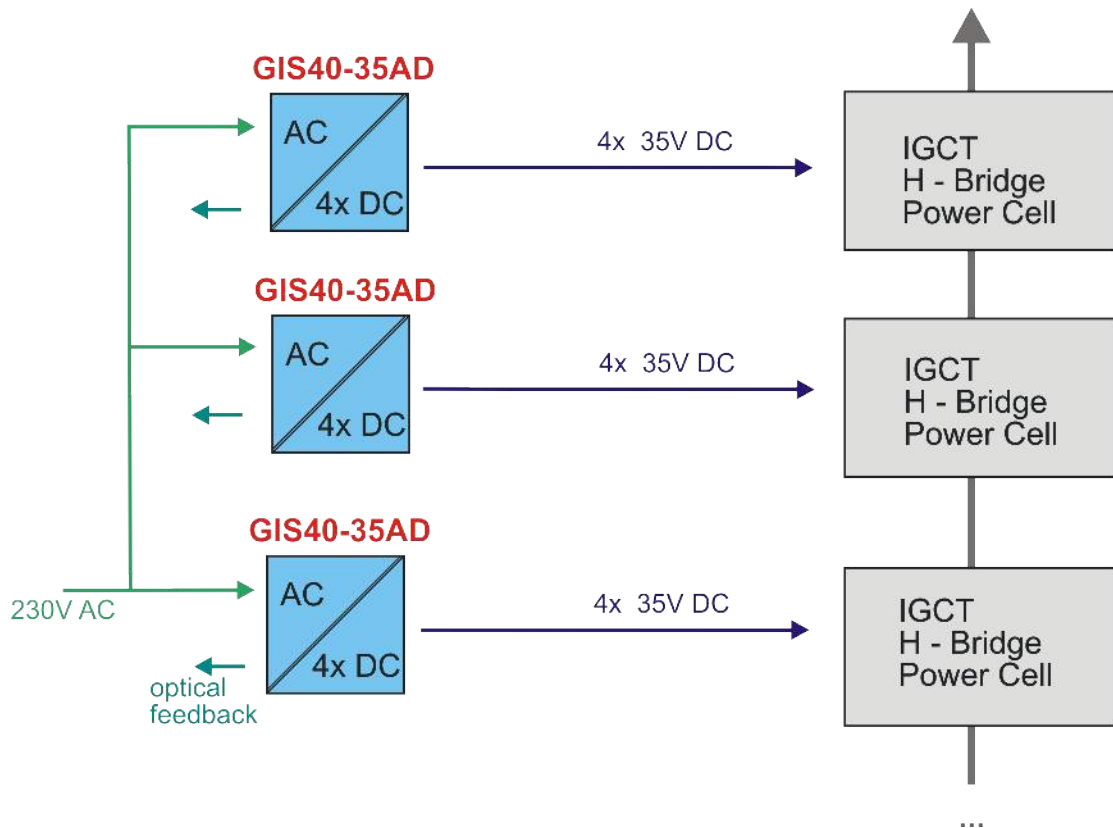 GIS40-35AD
AC
4x DC
4x 35V DC
IGCT
H - Bridge
Power Cell
GIS40-35AD
AC
4x DC
4x 35V DC
IGCT
H - Bridge
Power Cell
GIS40-35AD
AC
4x DC
4x 35V DC
IGCT
H - Bridge
Power Cell
230V AC
optical
feedback
...